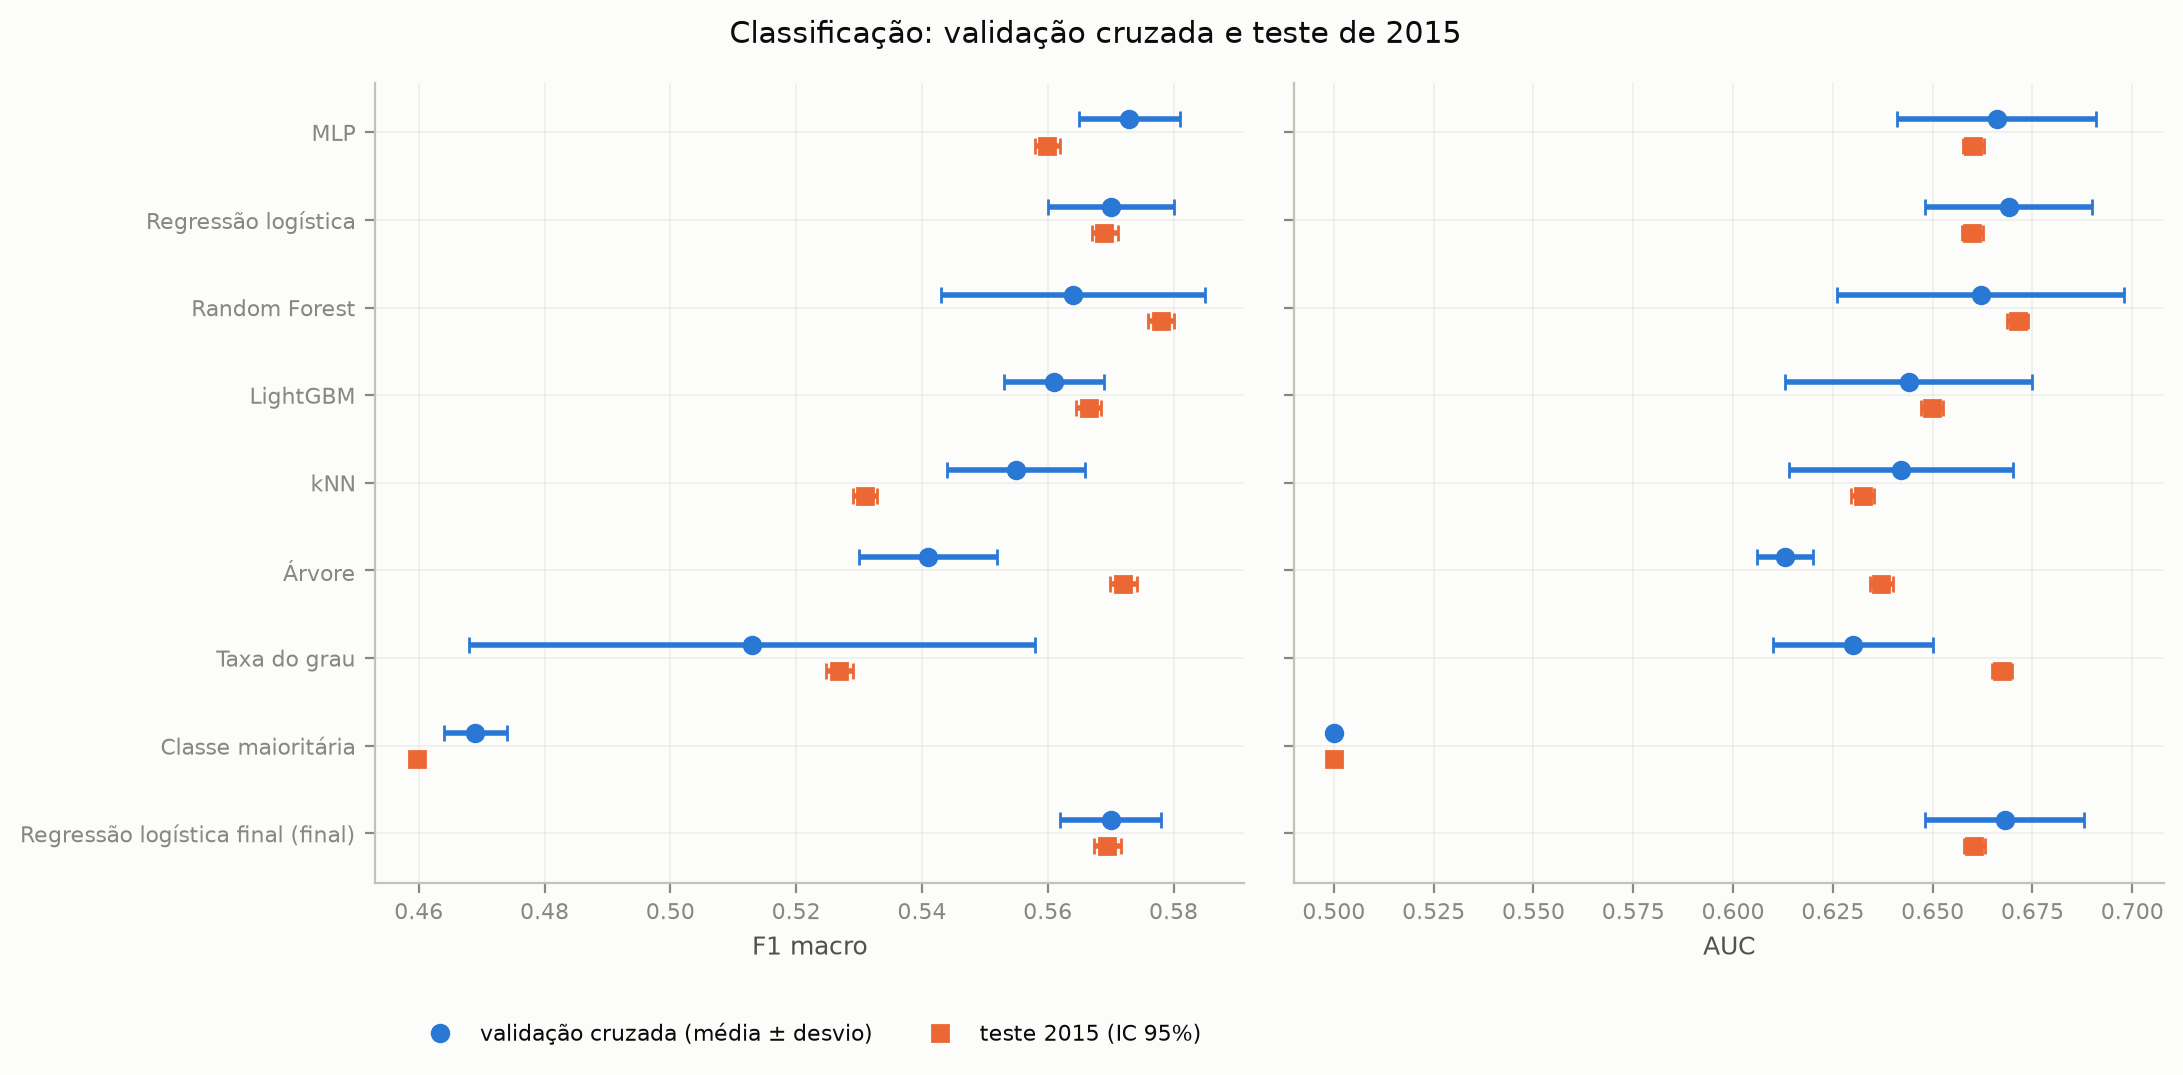 Classificação: validação cruzada e teste de 2015
MLP
Regressão logística
Random Forest
LightGBM
kNN
Árvore
Taxa do grau
Classe maioritária
Regressão logística final (final)
0.46 0.48 0.50 0.52 0.54 0.56 0.58
F1 macro
0.500 0.525 0.550 0.575 0.600 0.625 0.650 0.675 0.700
AUC
validação cruzada (média ± desvio)
teste 2015 (IC 95%)